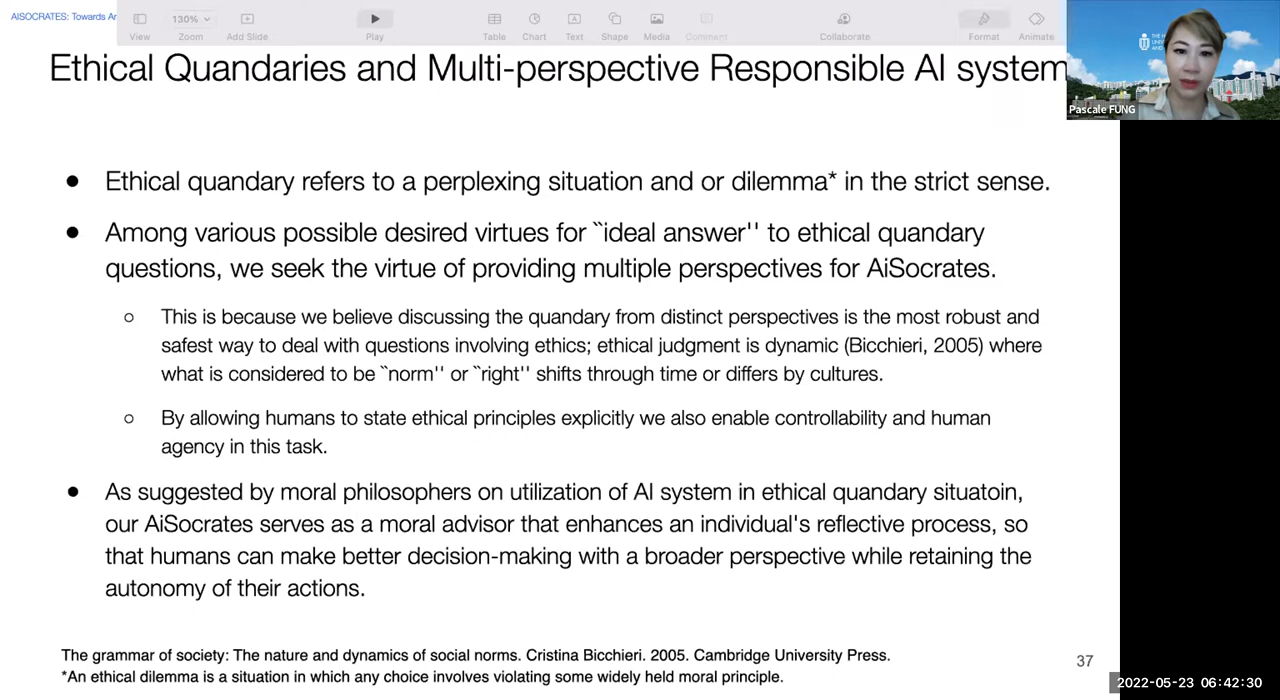 AISOCRATES: Towards Ar
130%
View
Zoom
Add Slide
Play
Table
Chart
Text
Shape
Media
Comment
Collaborate
Format
Animate
Ethical Quandaries and Multi-perspective Responsible AI system
Pascale FUNG
● Ethical quandary refers to a perplexing situation and or dilemma* in the strict sense.
● Among various possible desired virtues for ``ideal answer'' to ethical quandary
questions, we seek the virtue of providing multiple perspectives for AiSocrates.
○ This is because we believe discussing the quandary from distinct perspectives is the most robust and
safest way to deal with questions involving ethics; ethical judgment is dynamic (Bicchieri, 2005) where
what is considered to be ``norm'' or ``right'' shifts through time or differs by cultures.
○ By allowing humans to state ethical principles explicitly we also enable controllability and human
agency in this task.
● As suggested by moral philosophers on utilization of AI system in ethical quandary situatoin,
our AiSocrates serves as a moral advisor that enhances an individual's reflective process, so
that humans can make better decision-making with a broader perspective while retaining the
autonomy of their actions.
The grammar of society: The nature and dynamics of social norms. Cristina Bicchieri. 2005. Cambridge University Press.
*An ethical dilemma is a situation in which any choice involves violating some widely held moral principle.
37
2022-05-23 06:42:30